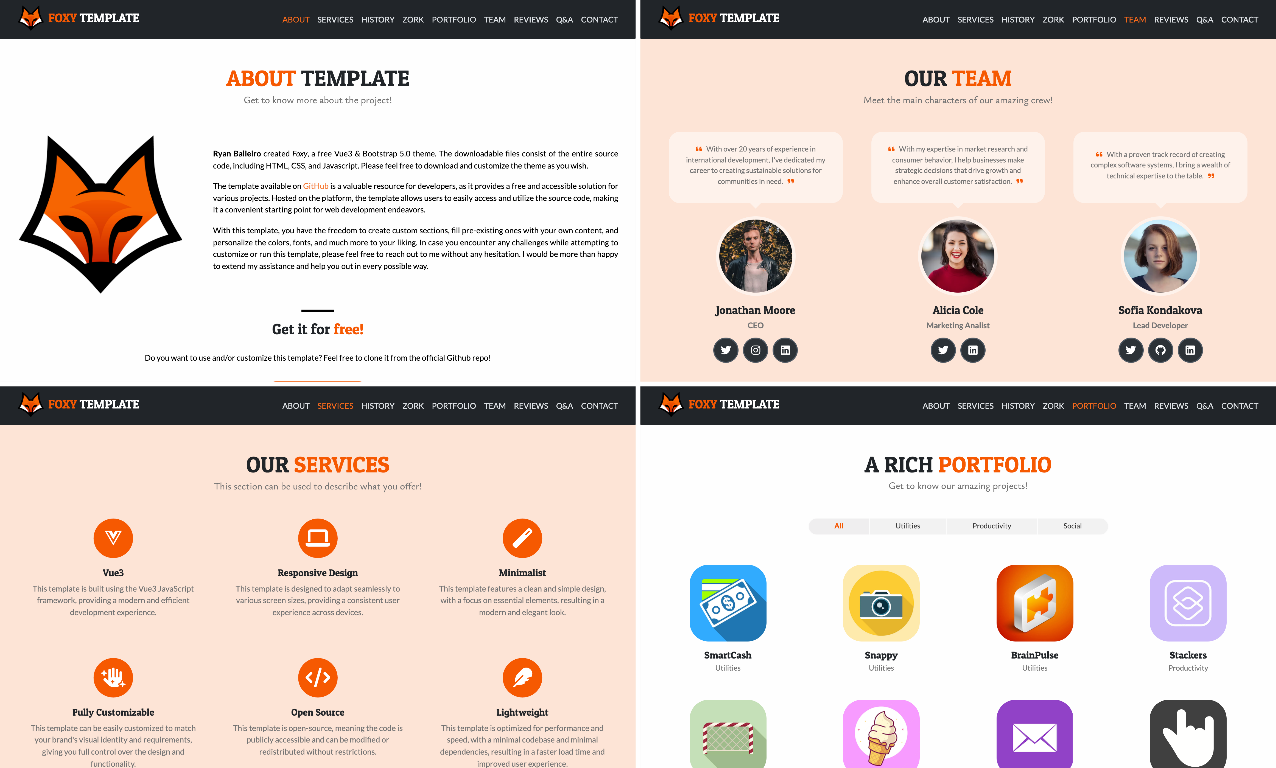 FOXY TEMPLATE
ABOUT SERVICES HISTORY ZORK PORTFOLIO TEAM REVIEWS Q&A CONTACT
ABOUT TEMPLATE
Get to know more about the project!
Ryan Balieiro created Foxy, a free Vue3 & Bootstrap 5.0 theme. The downloadable files consist of the entire source
code, including HTML, CSS, and Javascript. Please feel free to download and customize the theme as you wish.
The template available on GitHub is a valuable resource for developers, as it provides a free and accessible solution for
various projects. Hosted on the platform, the template allows users to easily access and utilize the source code, making
it a convenient starting point for web development endeavors.
With this template, you have the freedom to create custom sections, fill pre-existing ones with your own content, and
personalize the colors, fonts, and much more to your liking. In case you encounter any challenges while attempting to
customize or run this template, please feel free to reach out to me without any hesitation. I would be more than happy
to extend my assistance and help you out in every possible way.
Get it for free!
Do you want to use and/or customize this template? Feel free to clone it from the official Github repo!
FOXY TEMPLATE
ABOUT SERVICES HISTORY ZORK PORTFOLIO TEAM REVIEWS Q&A CONTACT
OUR TEAM
Meet the main characters of our amazing crew!
“ With over 20 years of experience in
international development, I've dedicated my
career to creating sustainable solutions for
communities in need. ”
Jonathan Moore
CEO
“ With my expertise in market research and
consumer behavior, I help businesses make
strategic decisions that drive growth and
enhance overall customer satisfaction. ”
Alicia Cole
Marketing Analist
“ With a proven track record of creating
complex software systems, I bring a wealth of
technical expertise to the table. ”
Sofia Kondakova
Lead Developer
FOXY TEMPLATE
ABOUT SERVICES HISTORY ZORK PORTFOLIO TEAM REVIEWS Q&A CONTACT
OUR SERVICES
This section can be used to describe what you offer!
Vue3
This template is built using the Vue3 JavaScript
framework, providing a modern and efficient
development experience.
Responsive Design
This template is designed to adapt seamlessly to
various screen sizes, providing a consistent user
experience across devices.
Minimalist
This template features a clean and simple design,
with a focus on essential elements, resulting in a
modern and elegant look.
Fully Customizable
This template can be easily customized to match
your brand's visual identity and requirements,
giving you full control over the design and
functionality.
Open Source
This template is open-source, meaning the code is
publicly accessible and can be modified or
redistributed without restrictions.
Lightweight
This template is optimized for performance and
speed, with a minimal codebase and minimal
dependencies, resulting in a faster load time and
improved user experience.
FOXY TEMPLATE
ABOUT SERVICES HISTORY ZORK PORTFOLIO TEAM REVIEWS Q&A CONTACT
A RICH PORTFOLIO
Get to know our amazing projects!
All Utilities Productivity Social
SmartCash
Utilities
Snappy
Utilities
BrainPulse
Utilities
Stackers
Productivity